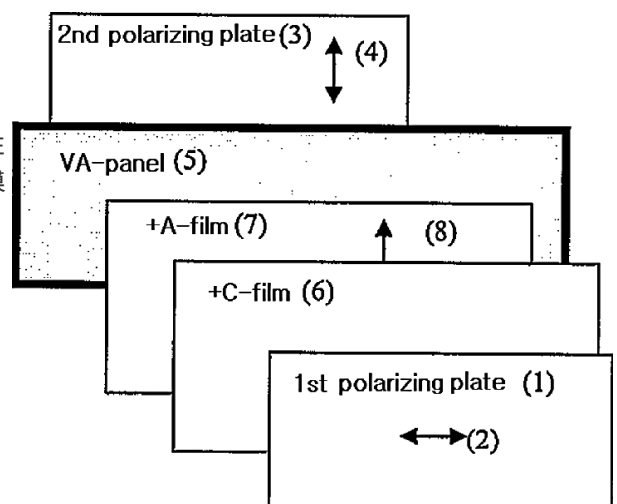 2nd polarizing plate (3)
(4)
VA-panel (5)
+A-film (7)
(8)
+C-film (6)
1st polarizing plate (1)
(2)